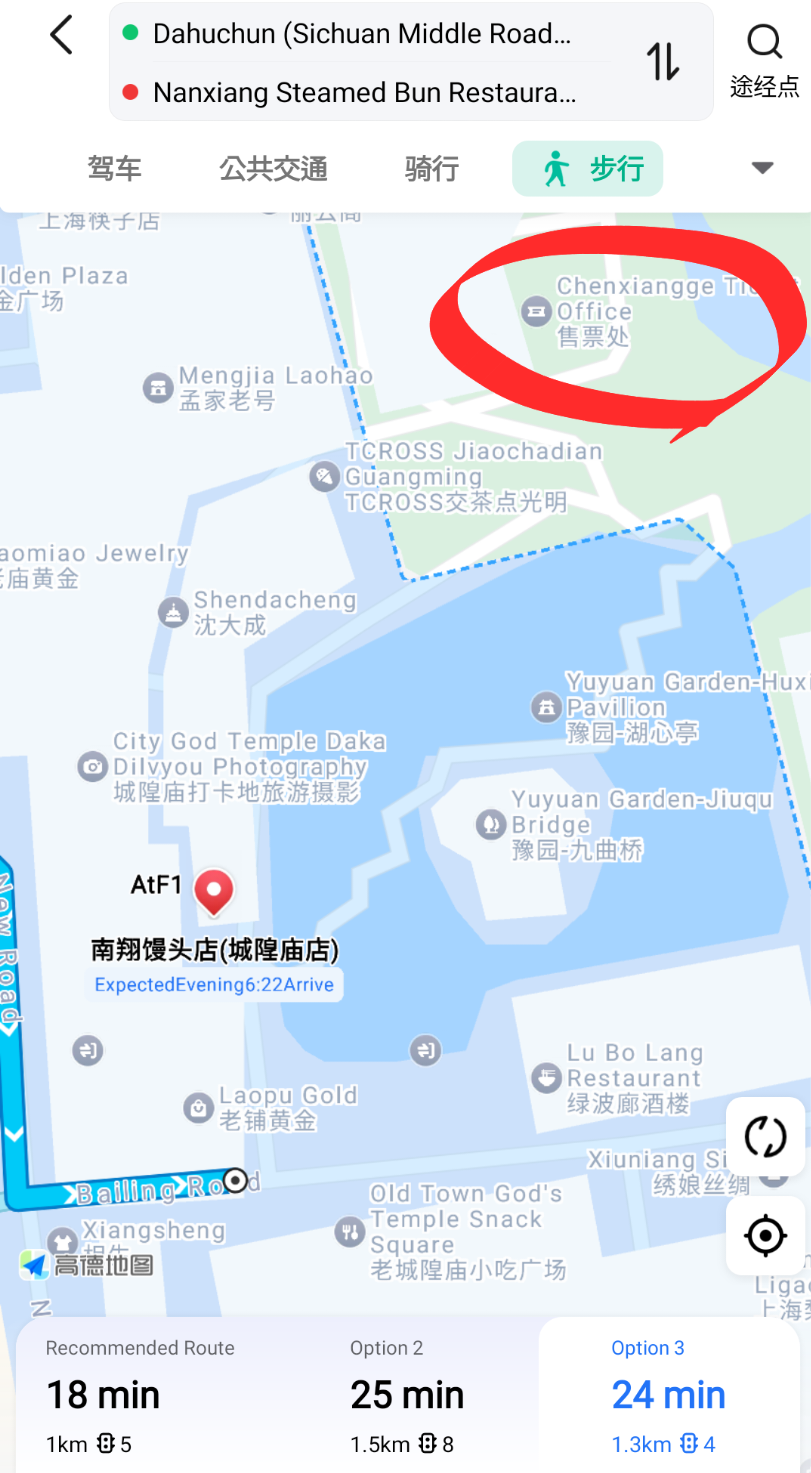 Dahuchun (Sichuan Middle Road...
途经点
Nanxiang Steamed Bun Restaura...
驾车
公共交通
骑行
步行
上海筷子店
lden Plaza
金广场
Chenxiangge
Office
售票处
Mengjia Laohao
孟家老号
TCROSS Jiaochadian
Guangming
TCROSS交茶点光明
aomiao Jewelry
老庙黄金
Shendacheng
沈大成
Yuyuan Garden-Huxi
Pavilion
豫园-湖心亭
City God Temple Daka
Dilvyou Photography
城隍庙打卡地旅游摄影
Yuyuan Garden-Jiuqu
Bridge
豫园-九曲桥
AtF1
南翔馒头店(城隍庙店)
ExpectedEvening6:22Arrive
New Road
Lu Bo Lang
Restaurant
绿波廊酒楼
Laopu Gold
老铺黄金
Xiuniang Si
绣娘丝绸
Bailing Road
Old Town God's
Temple Snack
Square
老城隍庙小吃广场
Xiangsheng
高德地图
N
Ligao
上海
Recommended Route
18 min
1km 5
Option 2
25 min
1.5km 8
Option 3
24 min
1.3km 4